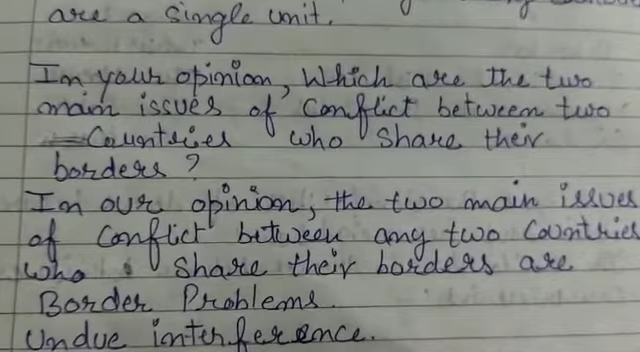 are a single unit.
In your opinion, Which are the two
main issues of conflict between two
Countries who share their
borders ?
In our opinion, the two main issues
of conflict between any two Countries
who share their borders are
Border Problems.
Undue interference.